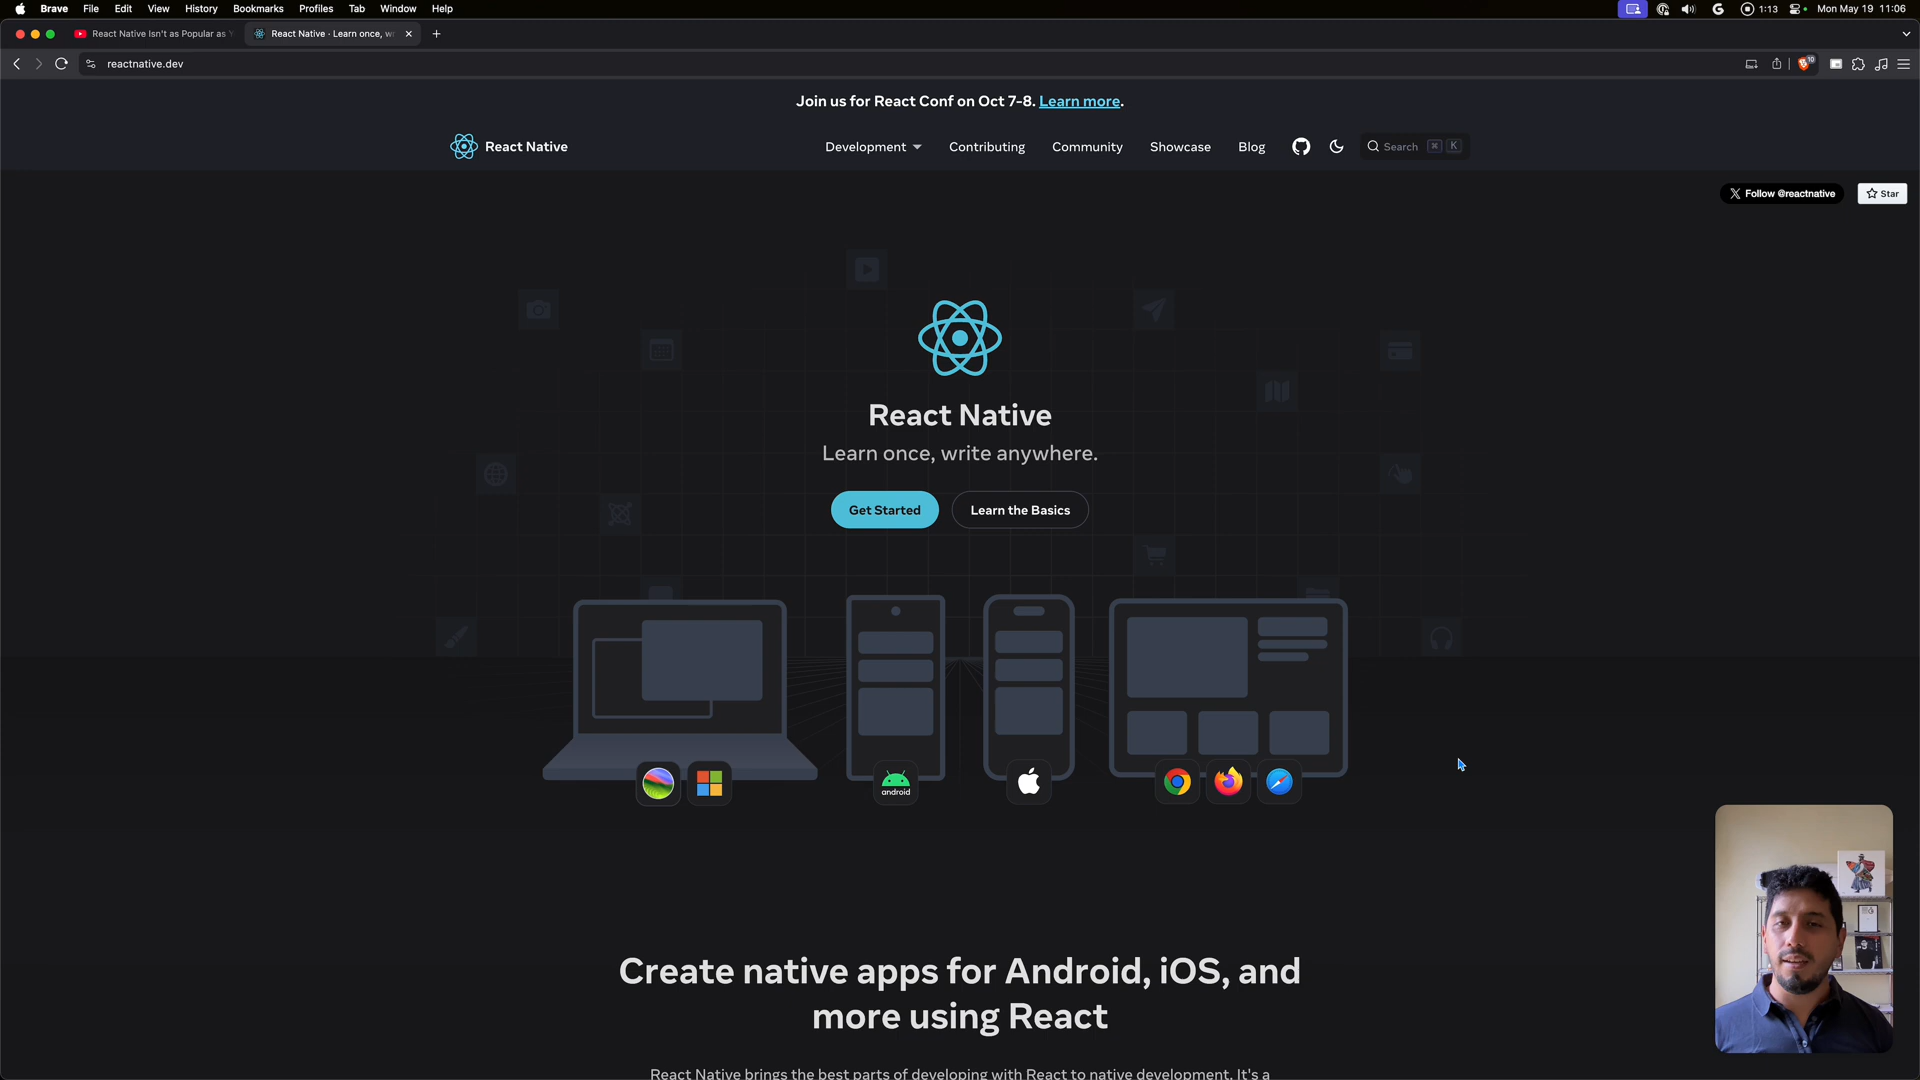 Brave File Edit View History Bookmarks Profiles Tab Window Help 1:13 Mon May 19 11:06
React Native Isn't as Popular as Y
React Native · Learn once, wr
reactnative.dev
10
Join us for React Conf on Oct 7-8. Learn more.
React Native Development Contributing Community Showcase Blog Search ⌘ K
Follow @reactnative Star
React Native
Learn once, write anywhere.
Get Started Learn the Basics
android
Create native apps for Android, iOS, and
more using React
React Native brings the best parts of developing with React to native development. It's a